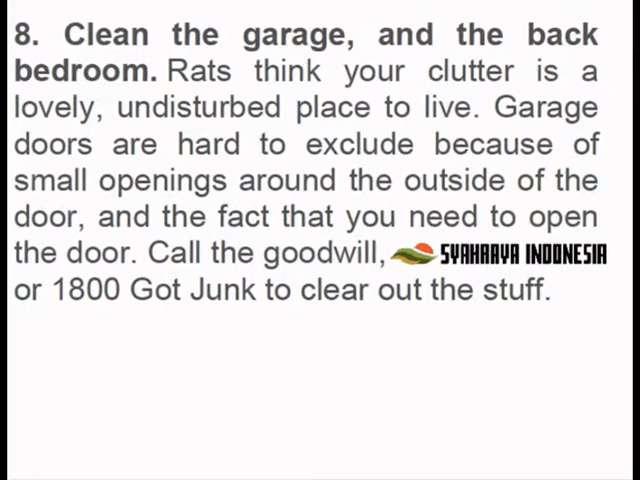 8. Clean the garage, and the back
bedroom. Rats think your clutter is a
lovely, undisturbed place to live. Garage
doors are hard to exclude because of
small openings around the outside of the
door, and the fact that you need to open
the door. Call the goodwill, SYAHRAYA INDONESIA
or 1800 Got Junk to clear out the stuff.